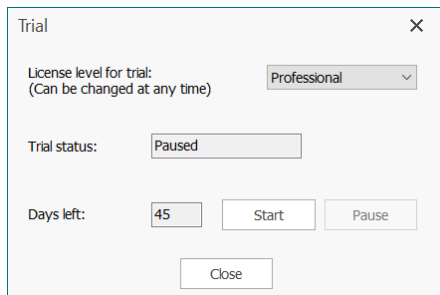 Trial
License level for trial:
(Can be changed at any time)
Professional
Trial status:
Paused
Days left:
45
Start
Pause
Close